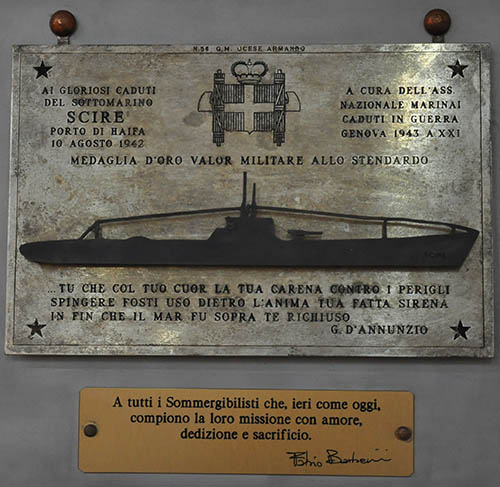 N.56 G.M. UCESE ARMANDO
AI GLORIOSI CADUTI
DEL SOTTOMARINO
SCIRE
PORTO DI HAIFA
10 AGOSTO 1942
A CURA DELL'ASS
NAZIONALE MARINAI
CADUTI IN GUERRA
GENOVA 1943 A XXI
MEDAGLIA D'ORO VALOR MILITARE ALLO STENDARDO
SCIRE
...TU CHE COL TUO CUOR LA TUA CARENA CONTRO I PERIGLI
SPINGERE FOSTI USO DIETRO L'ANIMA TUA FATTA SIRENA
IN FIN CHE IL MAR FU SOPRA TE RICHIUSO
G. D'ANNUNZIO
A tutti i Sommergibilisti che, ieri come oggi,
compiono la loro missione con amore,
dedizione e sacrificio.